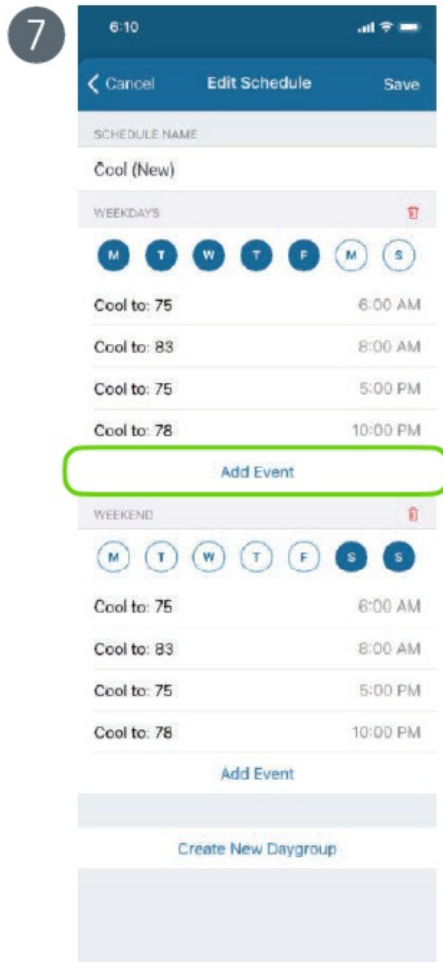 7
6:10
Cancel Edit Schedule Save
SCHEDULE NAME
Cool (New)
WEEKDAYS
M T W T F M S
Cool to: 75 6:00 AM
Cool to: 83 8:00 AM
Cool to: 75 5:00 PM
Cool to: 78 10:00 PM
Add Event
WEEKEND
M T W T F S S
Cool to: 75 6:00 AM
Cool to: 83 8:00 AM
Cool to: 75 5:00 PM
Cool to: 78 10:00 PM
Add Event
Create New Daygroup